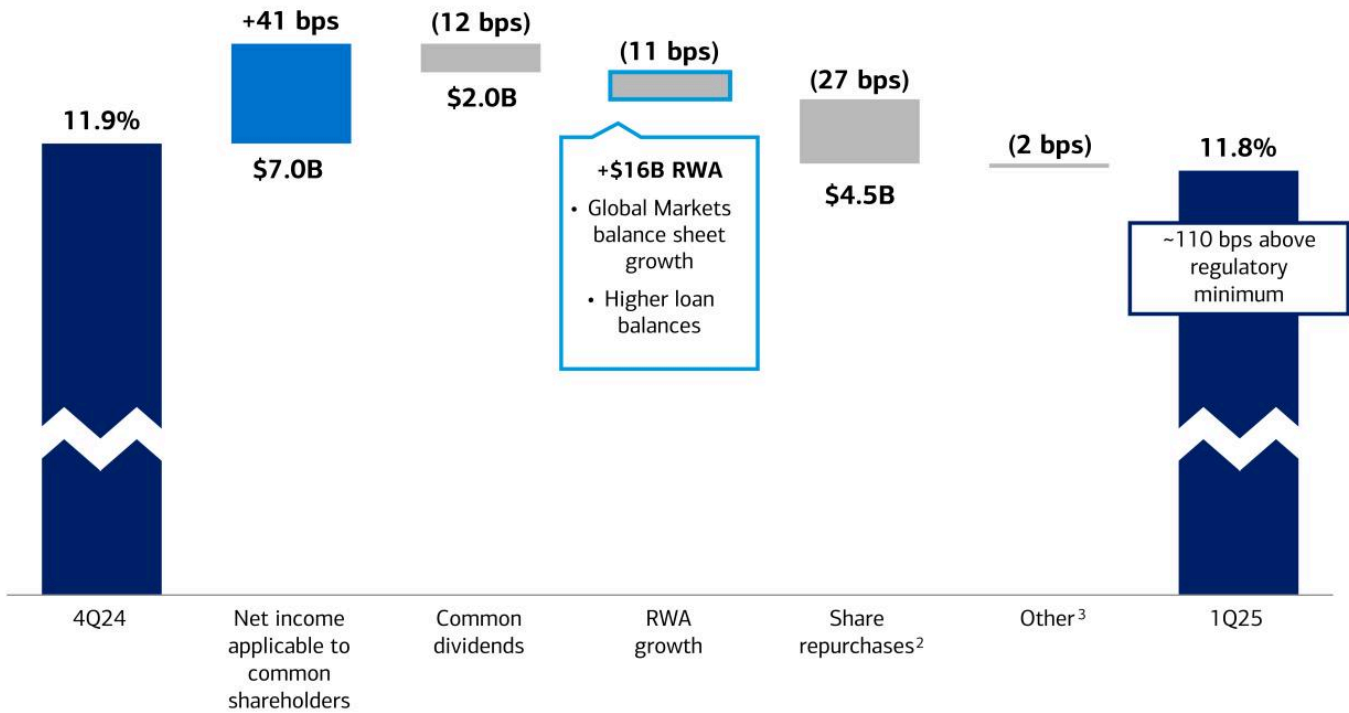 +41 bps
(12 bps)
(11 bps)
(27 bps)
(2 bps)
11.9%
11.8%
$7.0B
$2.0B
$4.5B
+$16B RWA
• Global Markets
balance sheet
growth
• Higher loan
balances
~110 bps above
regulatory
minimum
4Q24
Net income
applicable to
common
shareholders
Common
dividends
RWA
growth
Share
repurchases²
Other³
1Q25